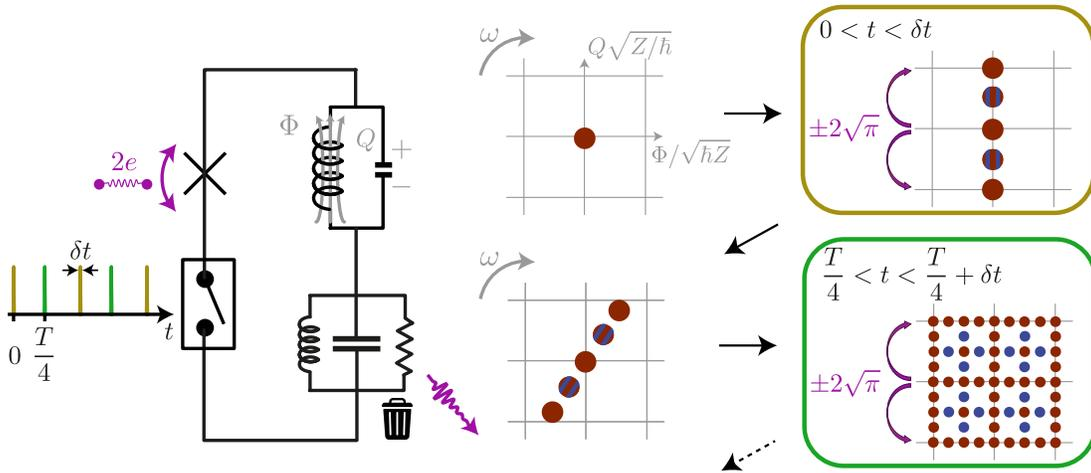 2e
δt
t
0
T/4
Φ
Q
+
−
ω
Q√Z/ħ
Φ/√ħZ
0 < t < δt
±2√π
ω
T/4 < t < T/4 + δt
±2√π